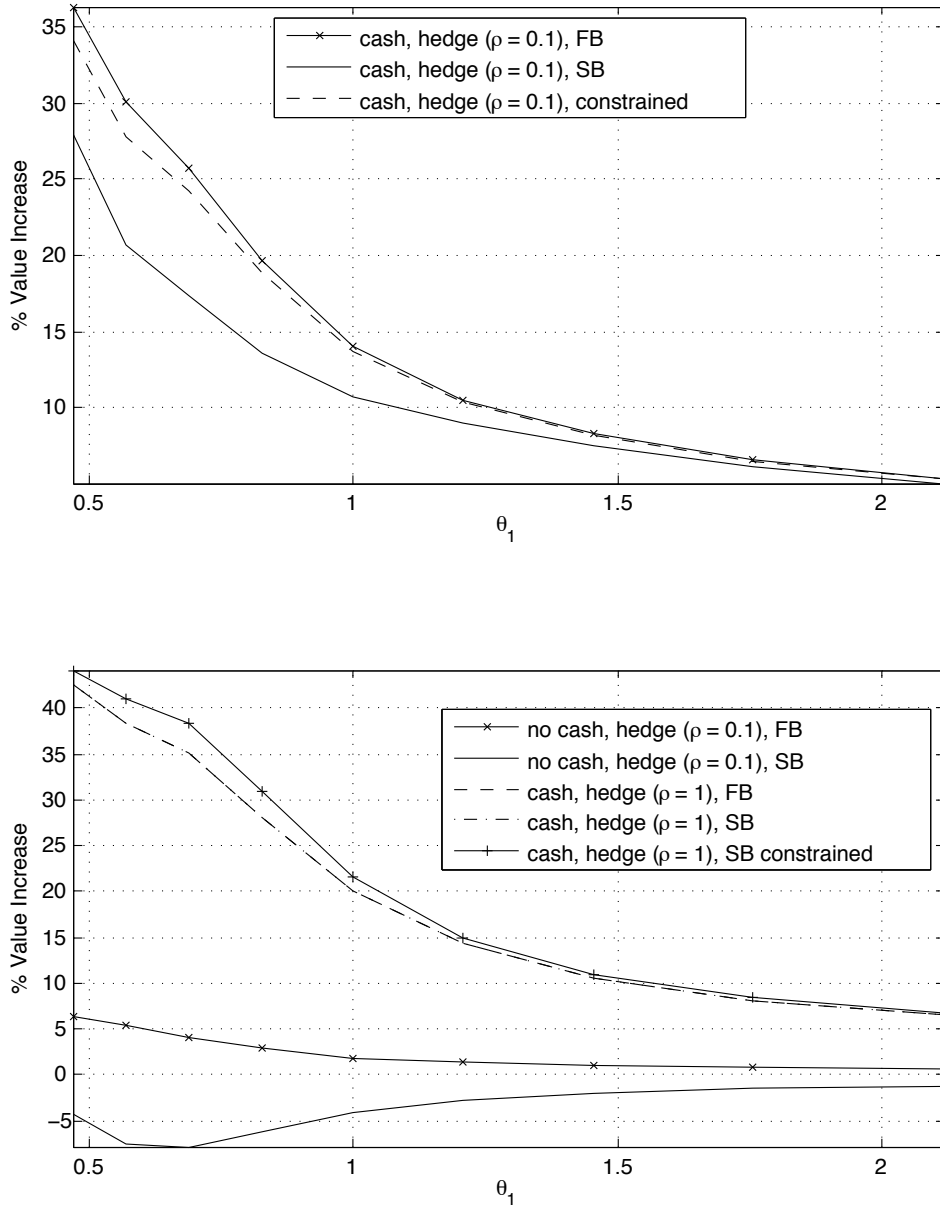 35
30
25
20
15
10
% Value Increase
cash, hedge (ρ = 0.1), FB
cash, hedge (ρ = 0.1), SB
cash, hedge (ρ = 0.1), constrained
0.5 1 1.5 2
θ_1
40
35
30
25
20
15
10
5
0
−5
% Value Increase
no cash, hedge (ρ = 0.1), FB
no cash, hedge (ρ = 0.1), SB
cash, hedge (ρ = 1), FB
cash, hedge (ρ = 1), SB
cash, hedge (ρ = 1), SB constrained
0.5 1 1.5 2
θ_1